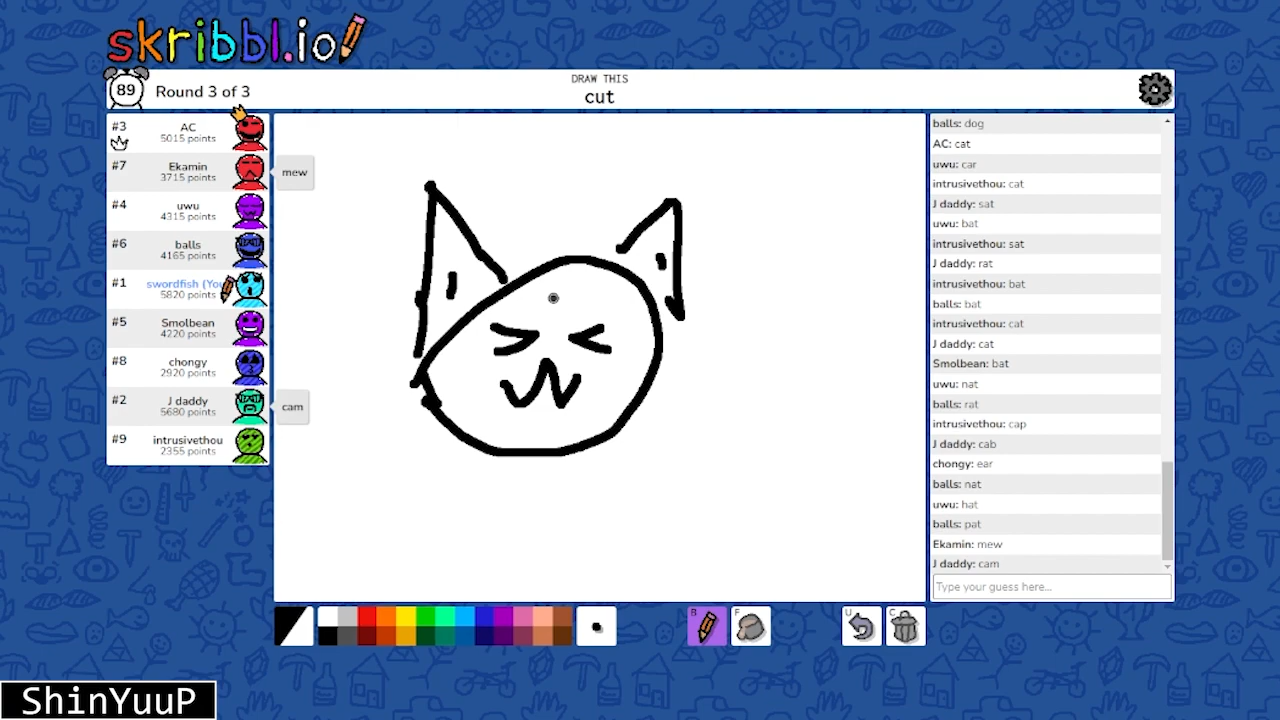 skribbl.io
89
Round 3 of 3
DRAW THIS
cut
#3 AC
5015 points
#7 Ekamin
3715 points
mew
#4 uwu
4315 points
#6 balls
4165 points
#1 swordfish (You
5820 points
#5 Smolbean
4220 points
#8 chongy
2920 points
#2 J daddy
5680 points
cam
#9 intrusivethou
2355 points
balls: dog
AC: cat
uwu: car
intrusivethou: cat
J daddy: sat
uwu: bat
intrusivethou: sat
J daddy: rat
intrusivethou: bat
balls: bat
intrusivethou: cat
J daddy: cat
Smolbean: bat
uwu: nat
balls: rat
intrusivethou: cap
J daddy: cab
chongy: ear
balls: nat
uwu: hat
balls: pat
Ekamin: mew
J daddy: cam
Type your guess here...
B
F
U
C
ShinYuuP